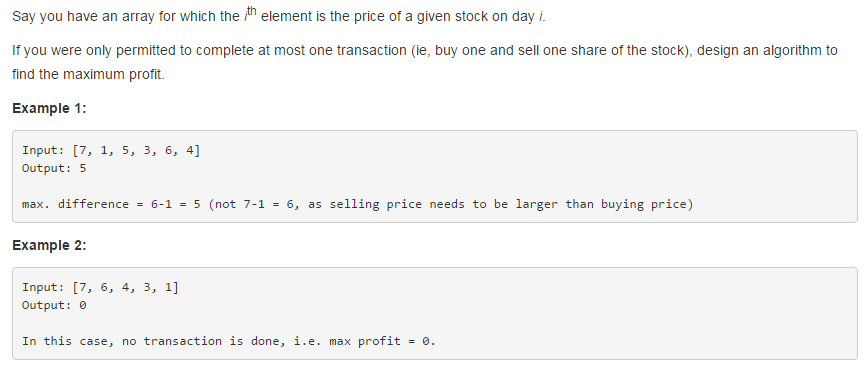 Say you have an array for which the ith element is the price of a given stock on day i.
If you were only permitted to complete at most one transaction (ie, buy one and sell one share of the stock), design an algorithm to
find the maximum profit.
Example 1:
Input: [7, 1, 5, 3, 6, 4]
Output: 5
max. difference = 6-1 = 5 (not 7-1 = 6, as selling price needs to be larger than buying price)
Example 2:
Input: [7, 6, 4, 3, 1]
Output: 0
In this case, no transaction is done, i.e. max profit = 0.